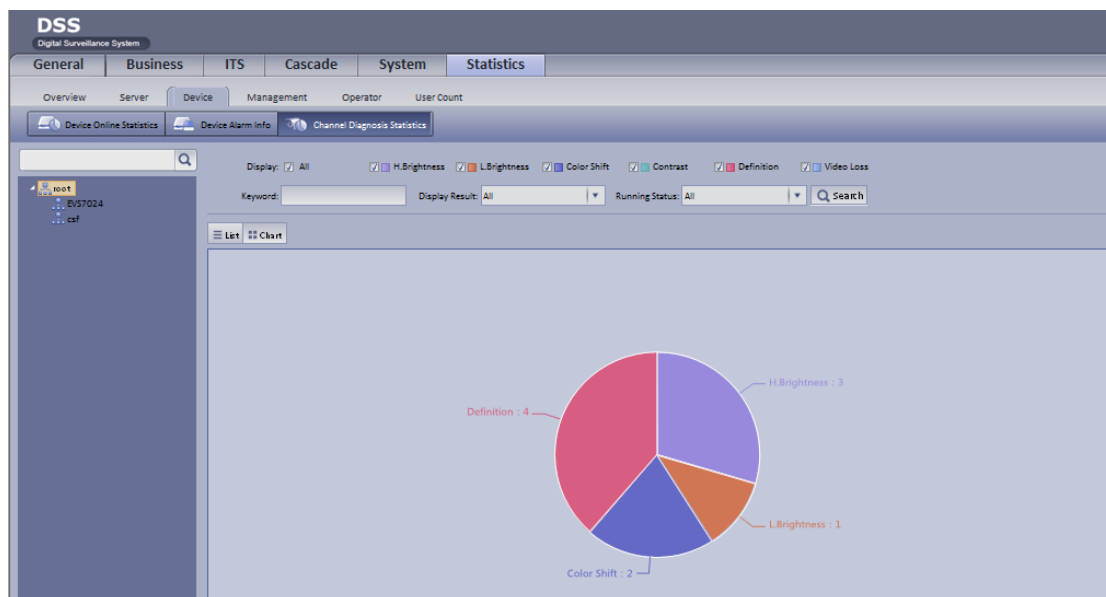 DSS
Digital Surveillance System
General Business ITS Cascade System Statistics
Overview Server Device Management Operator User Count
Device Online Statistics Device Alarm Info Channel Diagnosis Statistics
Display: All H.Brightness L.Brightness Color Shift Contrast Definition Video Loss
root
EVS7024
csf
Keyword: Display Result: All Running Status: All Search
List Chart
H.Brightness : 3
Definition : 4
L.Brightness : 1
Color Shift : 2